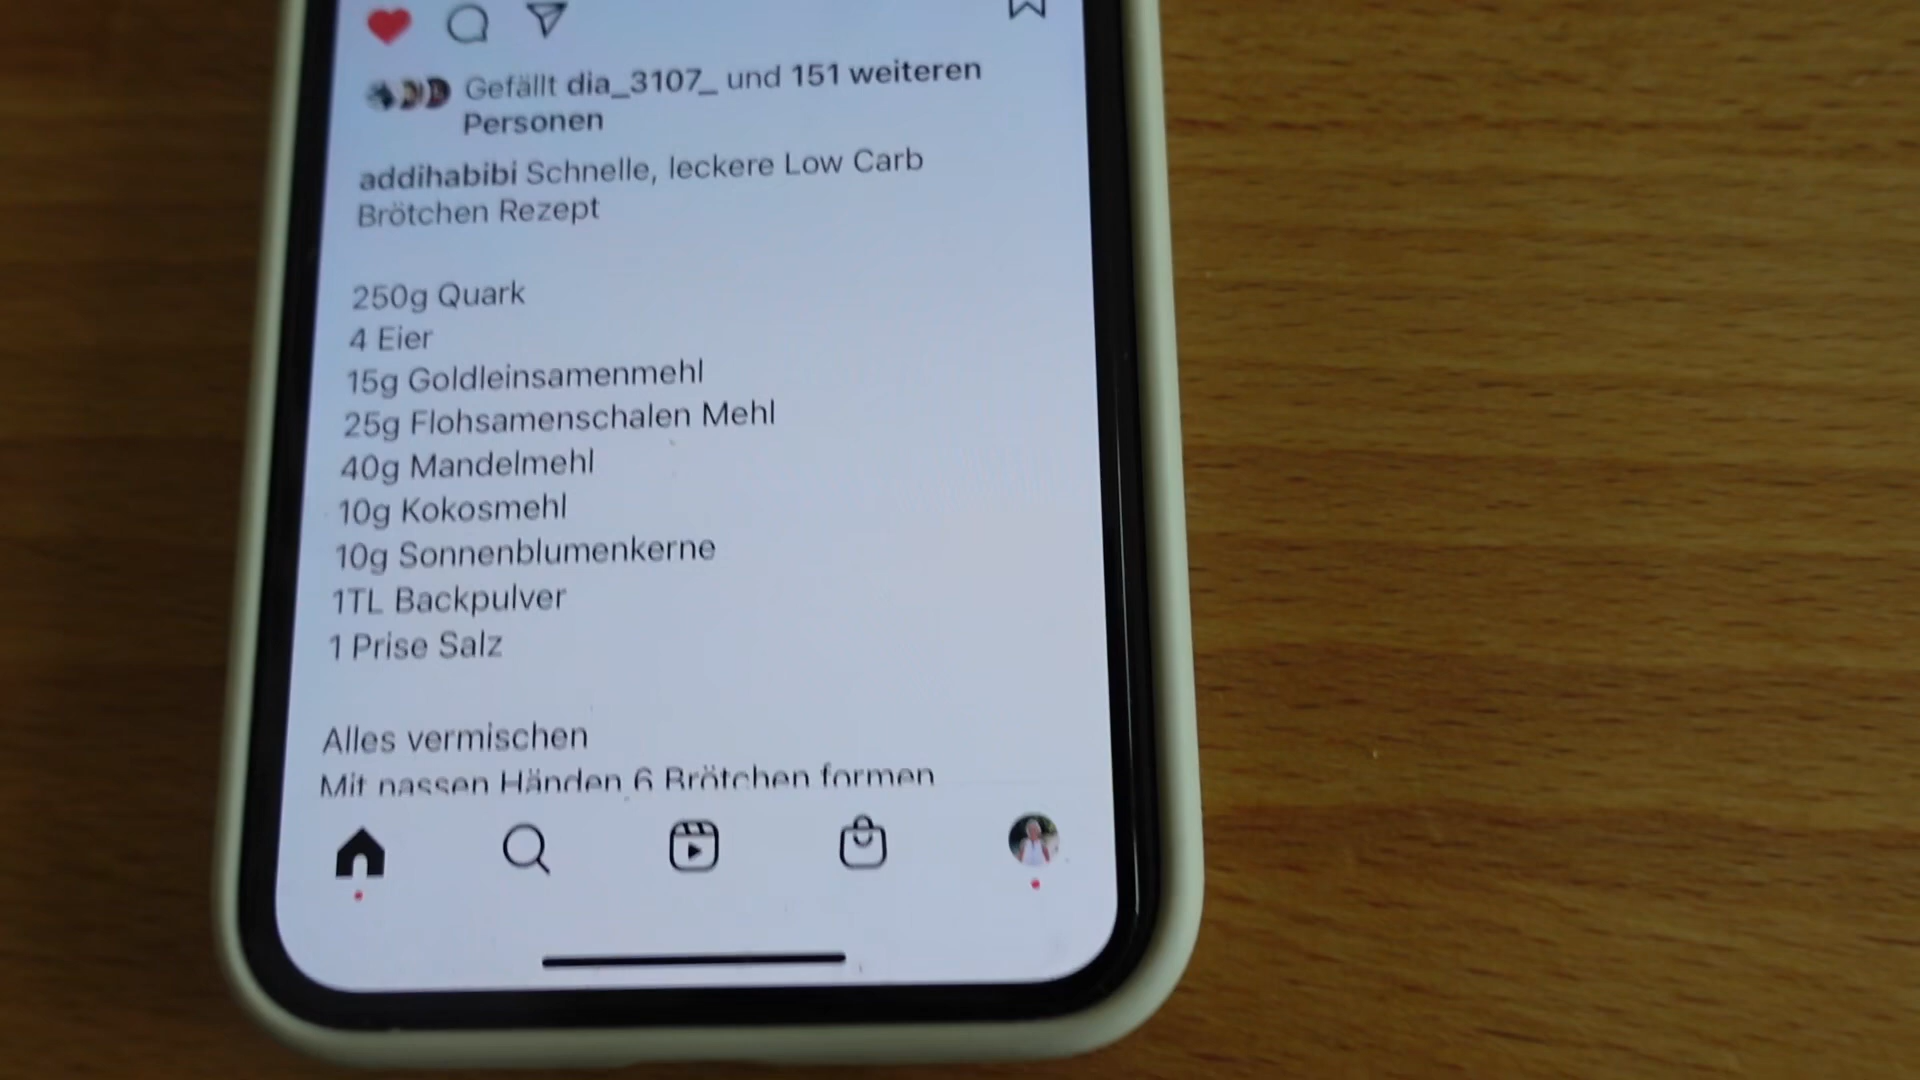 Gefällt dia_3107_ und 151 weiteren
Personen
addihabibi Schnelle, leckere Low Carb
Brötchen Rezept
250g Quark
4 Eier
15g Goldleinsamenmehl
25g Flohsamenschalen Mehl
40g Mandelmehl
10g Kokosmehl
10g Sonnenblumenkerne
1TL Backpulver
1 Prise Salz
Alles vermischen
Mit nassen Händen 6 Brötchen formen